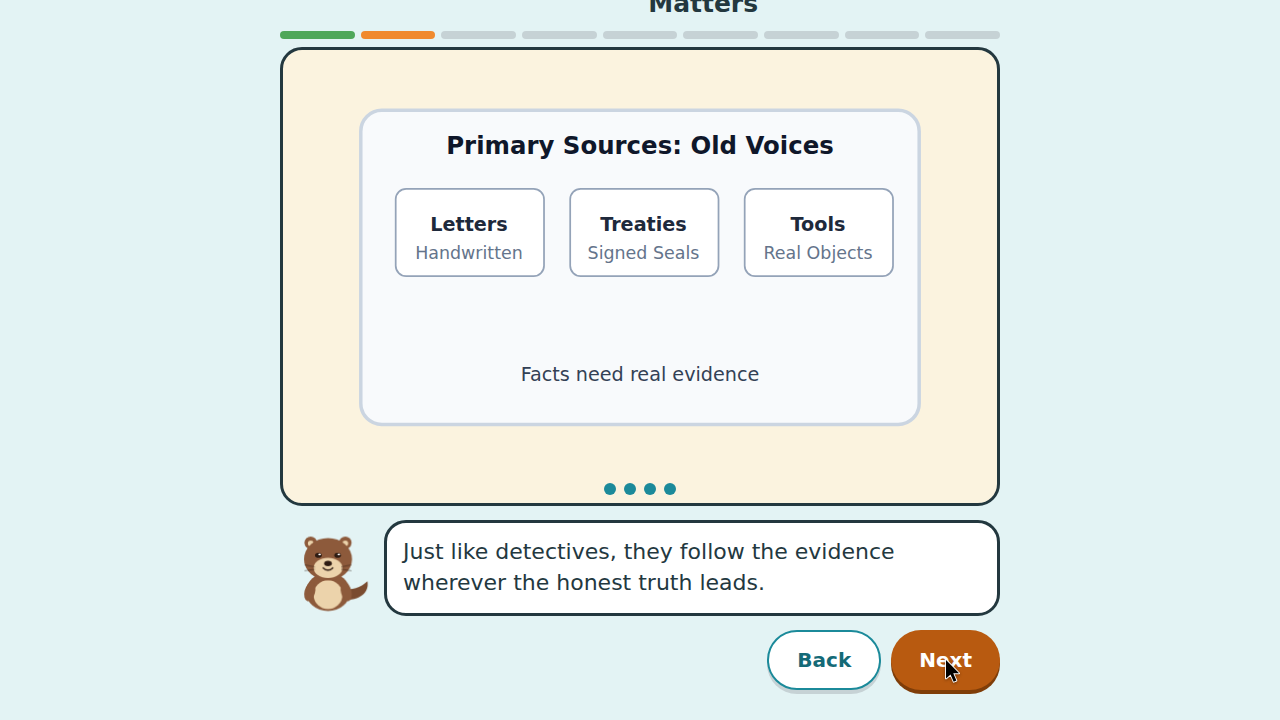 Matters
Primary Sources: Old Voices
Letters
Handwritten
Treaties
Signed Seals
Tools
Real Objects
Facts need real evidence
Just like detectives, they follow the evidence
wherever the honest truth leads.
Back
Next